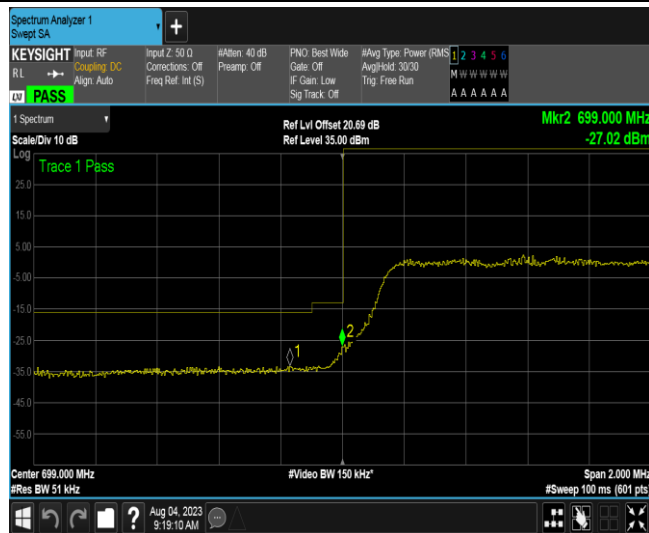 Spectrum Analyzer 1
Swept SA
+
KEYSIGHT
RL
LXI PASS
Input: RF
Coupling: DC
Align: Auto
Input Z: 50 Ω
Corrections: Off
Freq Ref: Int (S)
#Atten: 40 dB
Preamp: Off
PNO: Best Wide
Gate: Off
IF Gain: Low
Sig Track: Off
#Avg Type: Power (RMS
Avg|Hold: 30/30
Trig: Free Run
1 2 3 4 5 6
M W W W W W
A A A A A A
1 Spectrum
Scale/Div 10 dB
Ref Lvl Offset 20.69 dB
Ref Level 35.00 dBm
Mkr2 699.000 MHz
-27.02 dBm
Log
Trace 1 Pass
25.0
15.0
5.00
-5.00
-15.0
-25.0
-35.0
-45.0
-55.0
1
2
Center 699.000 MHz
#Res BW 51 kHz
#Video BW 150 kHz*
Span 2.000 MHz
#Sweep 100 ms (601 pts)
?
Aug 04, 2023
9:19:10 AM